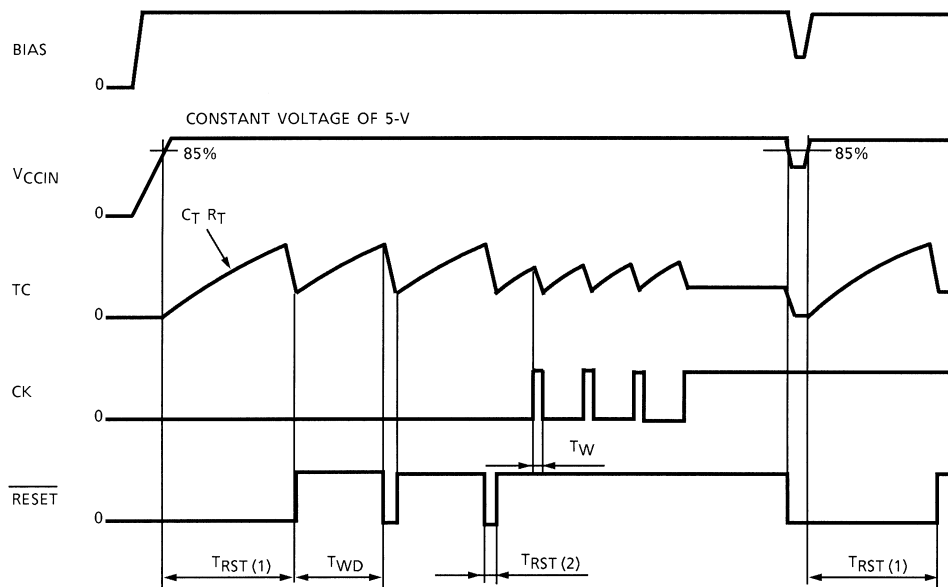 BIAS
0
CONSTANT VOLTAGE OF 5-V
85%
85%
VCCIN
0
CT RT
TC
0
CK
0
TW
RESET
0
TRST (1)
TWD
TRST (2)
TRST (1)